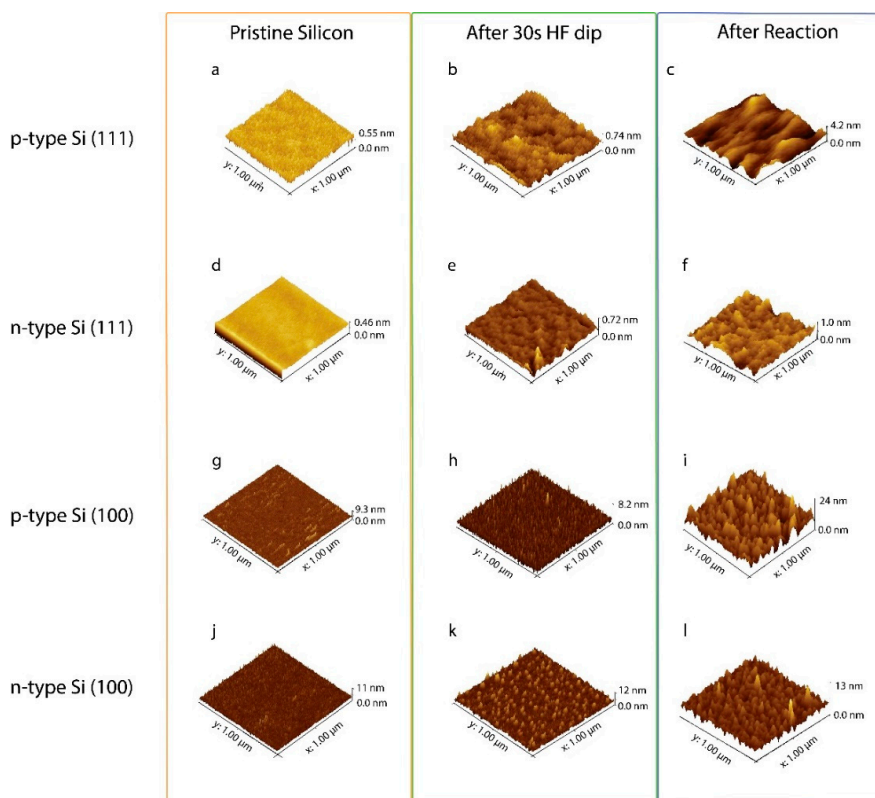 Pristine Silicon
After 30s HF dip
After Reaction
p-type Si (111)
a
0.55 nm
0.0 nm
y: 1.00 µm
x: 1.00 µm
b
0.74 nm
0.0 nm
y: 1.00 µm
x: 1.00 µm
c
4.2 nm
0.0 nm
y: 1.00 µm
x: 1.00 µm
n-type Si (111)
d
0.46 nm
0.0 nm
y: 1.00 µm
x: 1.00 µm
e
0.72 nm
0.0 nm
y: 1.00 µm
x: 1.00 µm
f
1.0 nm
0.0 nm
y: 1.00 µm
x: 1.00 µm
p-type Si (100)
g
9.3 nm
0.0 nm
y: 1.00 µm
x: 1.00 µm
h
8.2 nm
0.0 nm
y: 1.00 µm
x: 1.00 µm
i
24 nm
0.0 nm
y: 1.00 µm
x: 1.00 µm
n-type Si (100)
j
11 nm
0.0 nm
y: 1.00 µm
x: 1.00 µm
k
12 nm
0.0 nm
y: 1.00 µm
x: 1.00 µm
l
13 nm
0.0 nm
y: 1.00 µm
x: 1.00 µm